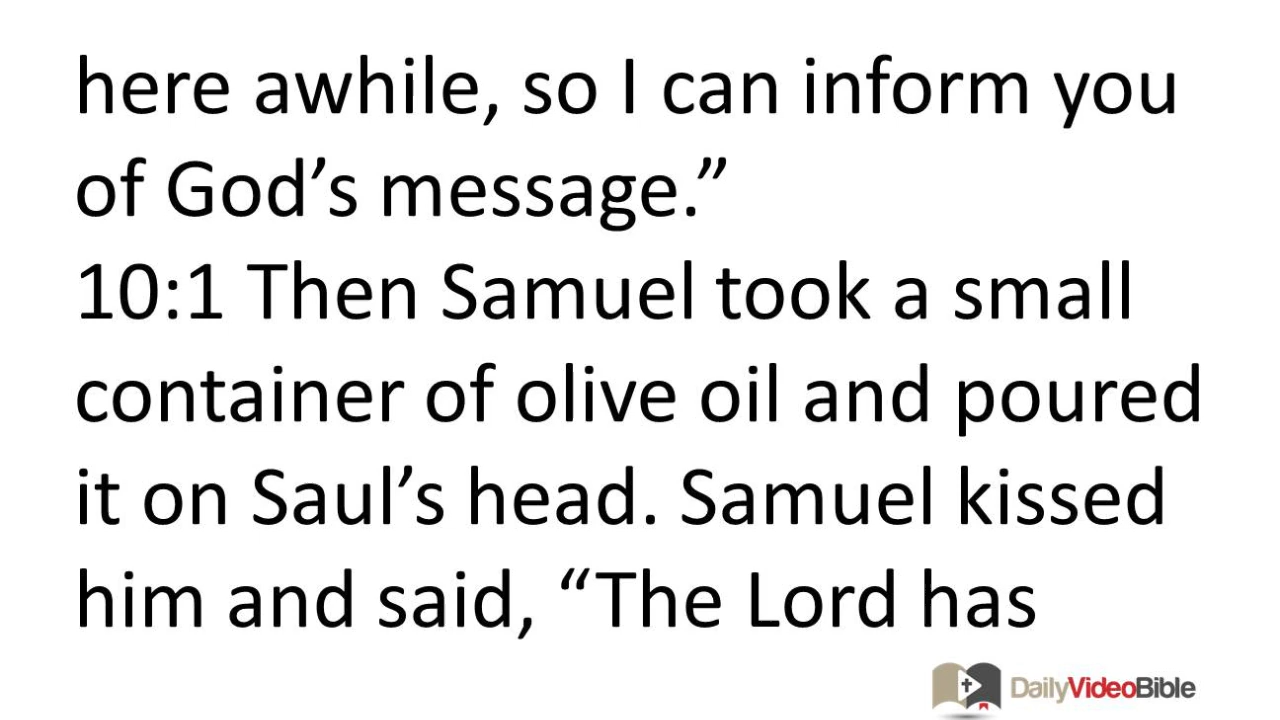 here awhile, so I can inform you
of God’s message.”
10:1 Then Samuel took a small
container of olive oil and poured
it on Saul’s head. Samuel kissed
him and said, “The Lord has
DailyVideoBible